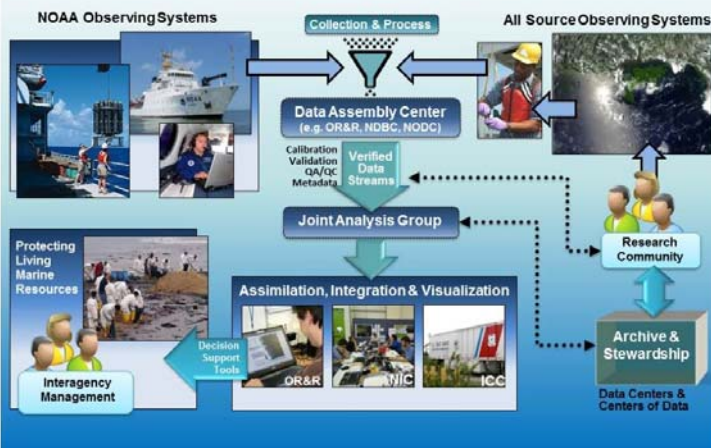 NOAA Observing Systems
Collection & Process
All Source Observing Systems
NOAA
Data Assembly Center
(e.g. OR&R, NDBC, NODC)
Calibration
Validation
QA/QC
Metadata
Verified
Data
Streams
Joint Analysis Group
Research
Community
Protecting
Living
Marine
Resources
Assimilation, Integration & Visualization
Decision
Support
Tools
OR&R
NIC
ICC
Interagency
Management
Archive &
Stewardship
Data Centers &
Centers of Data